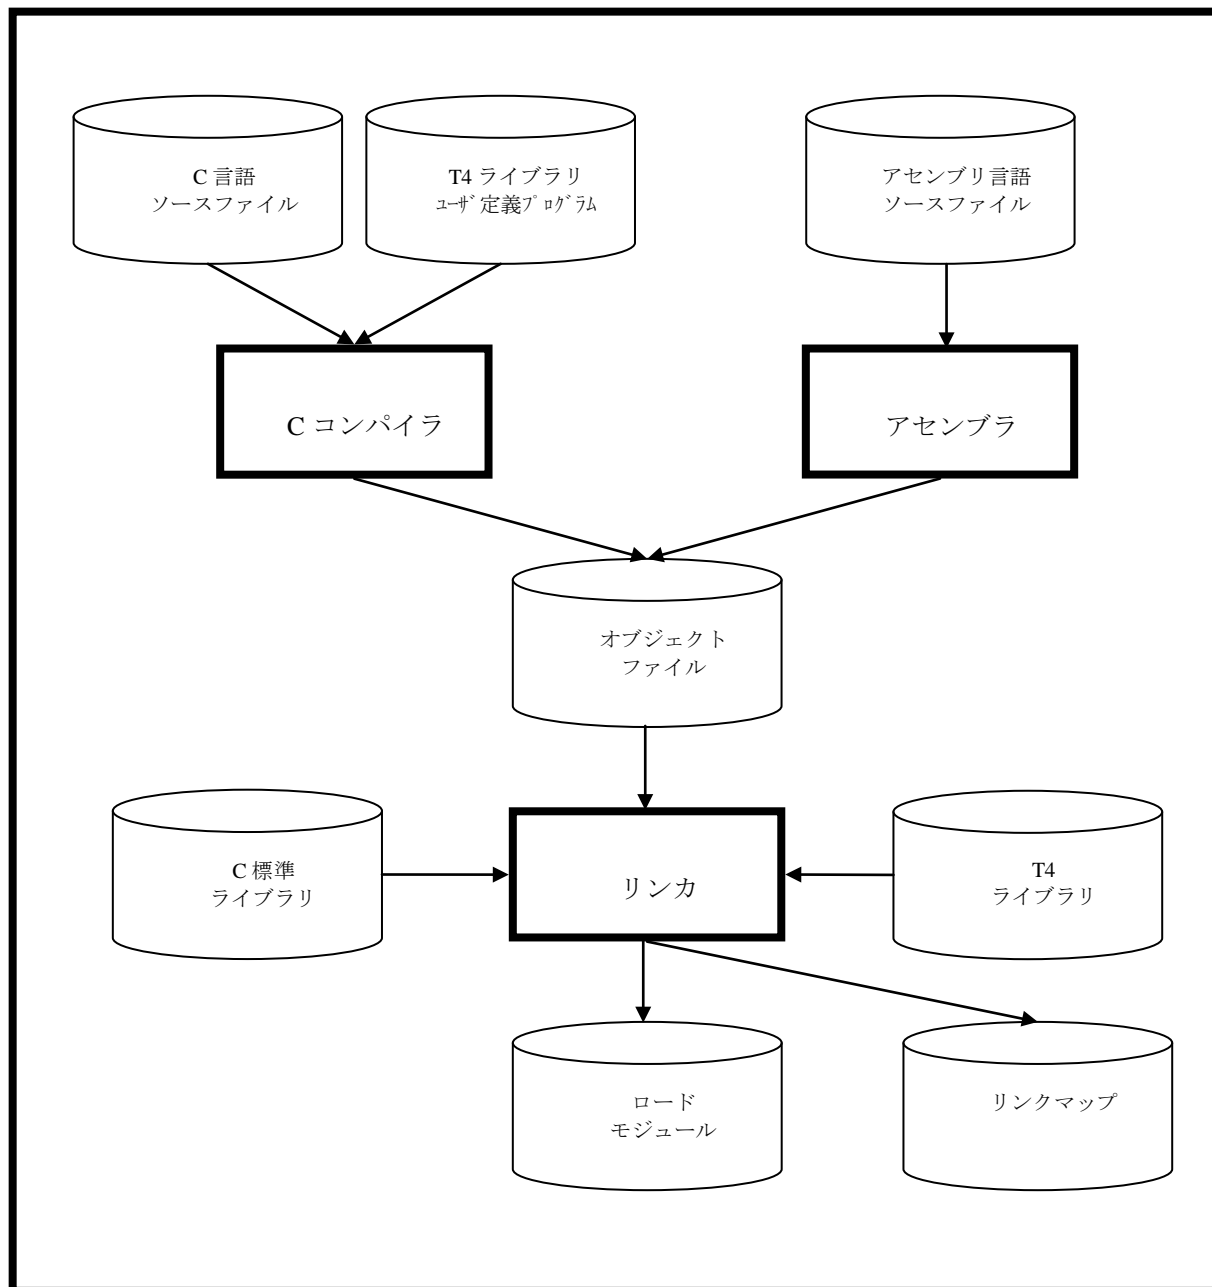 C 言語
ソースファイル
T4 ライブラリ
ﾕｰｻﾞ定義ﾌﾟﾛｸﾞﾗﾑ
アセンブリ言語
ソースファイル
C コンパイラ
アセンブラ
オブジェクト
ファイル
C 標準
ライブラリ
リンカ
T4
ライブラリ
ロード
モジュール
リンクマップ